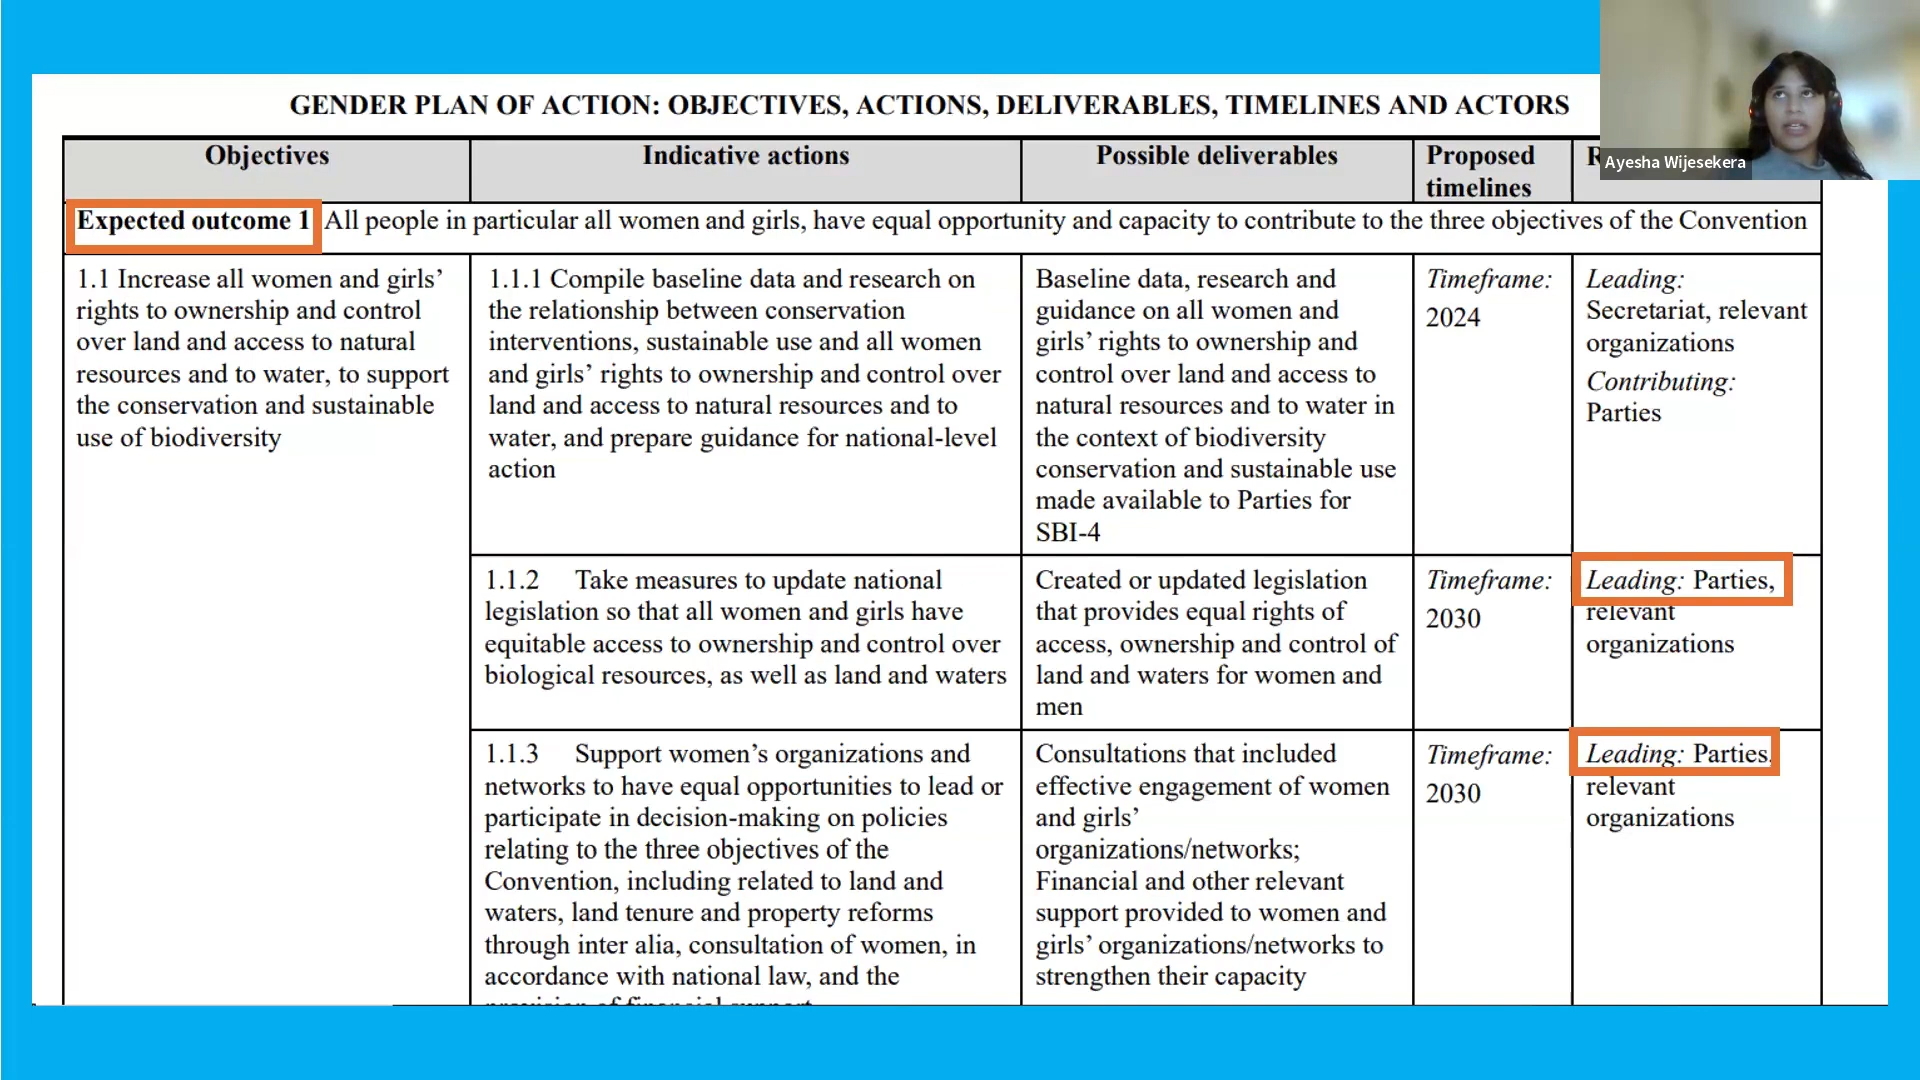 GENDER PLAN OF ACTION: OBJECTIVES, ACTIONS, DELIVERABLES, TIMELINES AND ACTORS
Ayesha Wijesekera
Objectives
Indicative actions
Possible deliverables
Proposed
timelines
Expected outcome 1 All people in particular all women and girls, have equal opportunity and capacity to contribute to the three objectives of the Convention
1.1 Increase all women and girls’
rights to ownership and control
over land and access to natural
resources and to water, to support
the conservation and sustainable
use of biodiversity
1.1.1 Compile baseline data and research on
the relationship between conservation
interventions, sustainable use and all women
and girls’ rights to ownership and control over
land and access to natural resources and to
water, and prepare guidance for national-level
action
Baseline data, research and
guidance on all women and
girls’ rights to ownership and
control over land and access to
natural resources and to water in
the context of biodiversity
conservation and sustainable use
made available to Parties for
SBI-4
Timeframe:
2024
Leading:
Secretariat, relevant
organizations
Contributing:
Parties
1.1.2 Take measures to update national
legislation so that all women and girls have
equitable access to ownership and control over
biological resources, as well as land and waters
Created or updated legislation
that provides equal rights of
access, ownership and control of
land and waters for women and
men
Timeframe:
2030
Leading: Parties,
relevant
organizations
1.1.3 Support women’s organizations and
networks to have equal opportunities to lead or
participate in decision-making on policies
relating to the three objectives of the
Convention, including related to land and
waters, land tenure and property reforms
through inter alia, consultation of women, in
accordance with national law, and the
provision of financial support
Consultations that included
effective engagement of women
and girls’
organizations/networks;
Financial and other relevant
support provided to women and
girls’ organizations/networks to
strengthen their capacity
Timeframe:
2030
Leading: Parties,
relevant
organizations